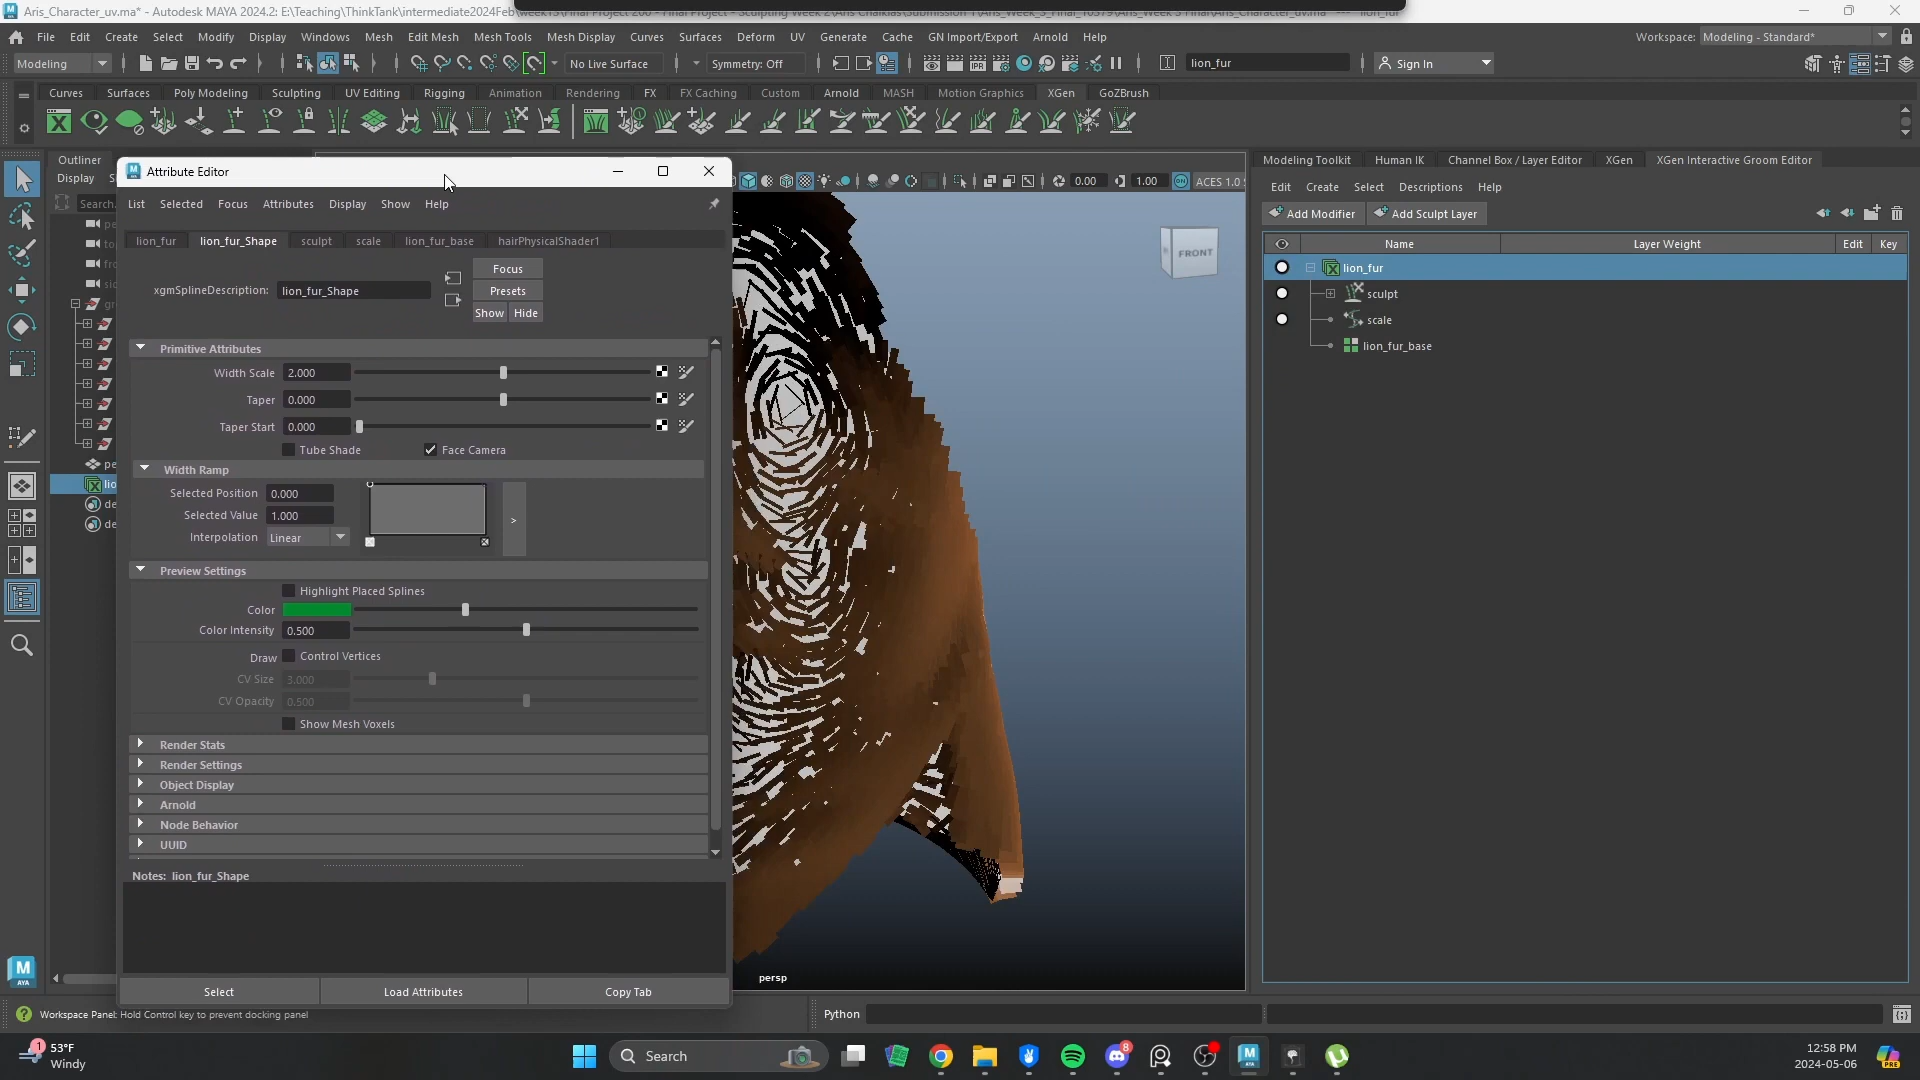 Aris_Character_uv.ma* - Autodesk MAYA 2024.2: E:\Teaching\ThinkTank\intermediate2024Feb
File Edit Create Select Modify Display Windows Mesh Edit Mesh Mesh Tools Mesh Display Curves Surfaces Deform UV Generate Cache GN Import/Export Arnold Help
Workspace: Modeling - Standard*
Modeling
No Live Surface
Symmetry: Off
lion_fur
Sign In
Curves Surfaces Poly Modeling Sculpting UV Editing Rigging Animation Rendering FX FX Caching Custom Arnold MASH Motion Graphics XGen GoZBrush
Outliner
Display
Search.
Attribute Editor
List Selected Focus Attributes Display Show Help
lion_fur lion_fur_Shape sculpt scale lion_fur_base hairPhysicalShader1
Focus
xgmSplineDescription: lion_fur_Shape
Presets
Show Hide
Primitive Attributes
Width Scale 2.000
Taper 0.000
Taper Start 0.000
Tube Shade Face Camera
Width Ramp
Selected Position 0.000
Selected Value 1.000
Interpolation Linear
>
Preview Settings
Highlight Placed Splines
Color
Color Intensity 0.500
Draw Control Vertices
CV Size 3.000
CV Opacity 0.500
Show Mesh Voxels
Render Stats
Render Settings
Object Display
Arnold
Node Behavior
UUID
Notes: lion_fur_Shape
Select Load Attributes Copy Tab
0.00 1.00 ON ACES 1.0
FRONT
persp
Modeling Toolkit Human IK Channel Box / Layer Editor XGen XGen Interactive Groom Editor
Edit Create Select Descriptions Help
Add Modifier Add Sculpt Layer
Name Layer Weight Edit Key
lion_fur
sculpt
scale
lion_fur_base
Workspace Panel: Hold Control key to prevent docking panel
Python
1 53°F
Windy
Search
8
12:58 PM
2024-05-06